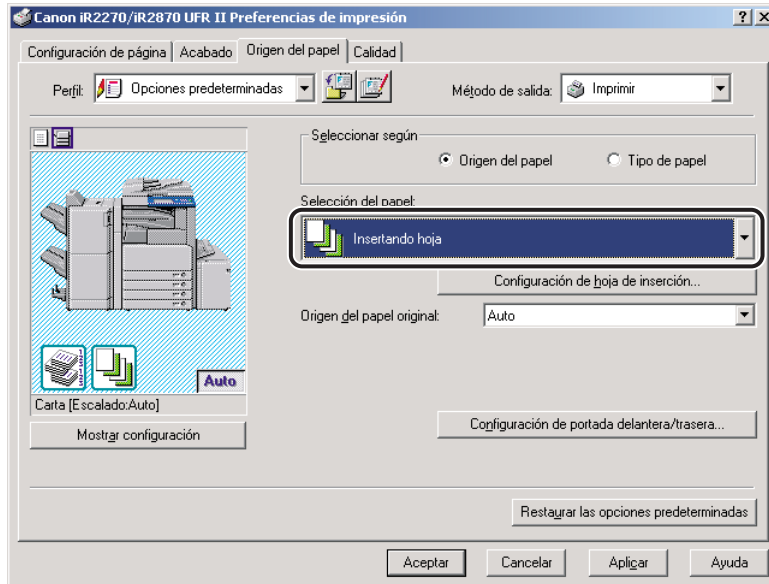 Canon iR2270/iR2870 UFR II Preferencias de impresión
Configuración de página Acabado Origen del papel Calidad
Perfil: Opciones predeterminadas Método de salida: Imprimir
Seleccionar según
Origen del papel Tipo de papel
Selección del papel:
Insertando hoja
Configuración de hoja de inserción...
Origen del papel original: Auto
Auto
Carta [Escalado:Auto]
Mostrar configuración
Configuración de portada delantera/trasera...
Restaurar las opciones predeterminadas
Aceptar Cancelar Aplicar Ayuda